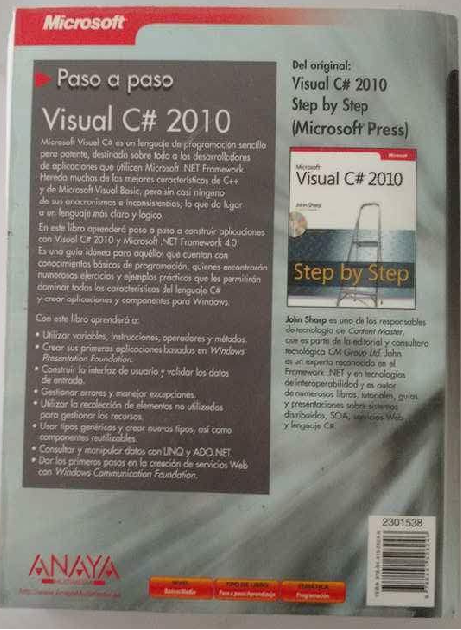 Microsoft
Paso a paso
Visual C# 2010
Microsoft Visual C# es un lenguaje de programación sencillo
pero potente, destinado sobre todo a los desarrolladores
de aplicaciones que utilicen Microsoft .NET Framework.
Hereda muchas de las mejores características de C++
y de Microsoft Visual Basic, pero sin casi ninguno
de sus anacronismos e inconsistencias, lo que da lugar
a un lenguaje más claro y lógico.
En este libro aprenderá paso a paso a construir aplicaciones
con Visual C# 2010 y Microsoft .NET Framework 4.0.
Es una guía idónea para aquellos que cuentan con
conocimientos básicos de programación, quienes encontrarán
numerosos ejercicios y ejemplos prácticos que les permitirán
dominar todas las características del lenguaje C#
y crear aplicaciones y componentes para Windows.
Con este libro aprenderá a:
• Utilizar variables, instrucciones, operadores y métodos.
• Crear sus primeras aplicaciones basadas en Windows
Presentation Foundation.
• Construir la interfaz de usuario y validar los datos
de entrada.
• Gestionar errores y manejar excepciones.
• Utilizar la recolección de elementos no utilizados
para gestionar los recursos.
• Usar tipos genéricos y crear nuevos tipos, así como
componentes reutilizables.
• Consultar y manipular datos con LINQ y ADO.NET.
• Dar los primeros pasos en la creación de servicios Web
con Windows Communication Foundation.
Del original:
Visual C# 2010
Step by Step
(Microsoft Press)
Microsoft
Microsoft
Visual C# 2010
John Sharp
Step by Step
John Sharp es uno de los responsables
de tecnología de Content Master,
que es parte de la editorial y consultora
tecnológica CM Group Ltd. John
es un experto reconocido en el
Framework .NET y en tecnologías
de interoperabilidad y es autor
de numerosos libros, tutoriales, guías
y presentaciones sobre sistemas
distribuidos, SOA, servicios Web
y lenguaje C#.
2301538
ANAYA
MULTIMEDIA
http://www.AnayaMultimedia.es
NIVEL
Básico/Medio
TIPO DE LIBRO
Paso a paso/Aprendizaje
TEMÁTICA
Programación